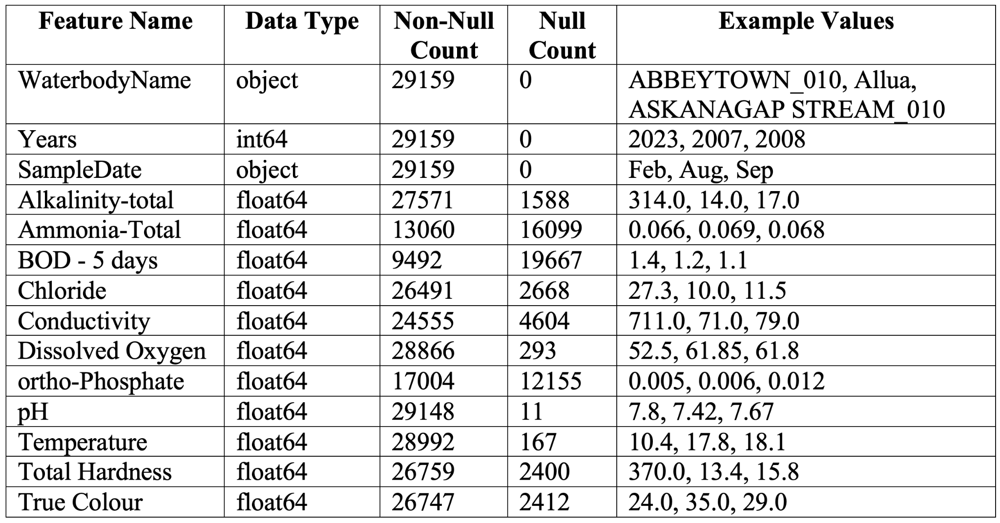 Feature Name Data Type Non-Null Count Null Count Example Values
WaterbodyName object 29159 0 ABBEYTOWN_010, Allua, ASKANAGAP STREAM_010
Years int64 29159 0 2023, 2007, 2008
SampleDate object 29159 0 Feb, Aug, Sep
Alkalinity-total float64 27571 1588 314.0, 14.0, 17.0
Ammonia-Total float64 13060 16099 0.066, 0.069, 0.068
BOD - 5 days float64 9492 19667 1.4, 1.2, 1.1
Chloride float64 26491 2668 27.3, 10.0, 11.5
Conductivity float64 24555 4604 711.0, 71.0, 79.0
Dissolved Oxygen float64 28866 293 52.5, 61.85, 61.8
ortho-Phosphate float64 17004 12155 0.005, 0.006, 0.012
pH float64 29148 11 7.8, 7.42, 7.67
Temperature float64 28992 167 10.4, 17.8, 18.1
Total Hardness float64 26759 2400 370.0, 13.4, 15.8
True Colour float64 26747 2412 24.0, 35.0, 29.0